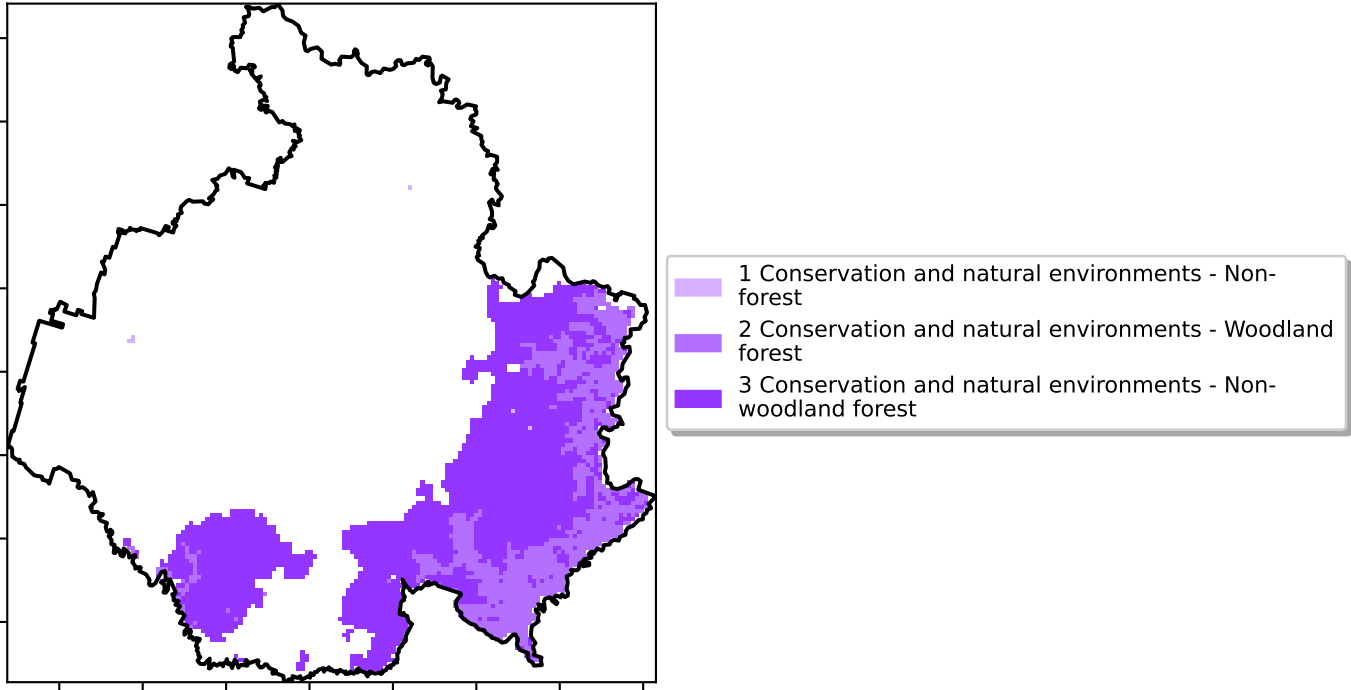 1 Conservation and natural environments - Non-
forest
2 Conservation and natural environments - Woodland
forest
3 Conservation and natural environments - Non-
woodland forest